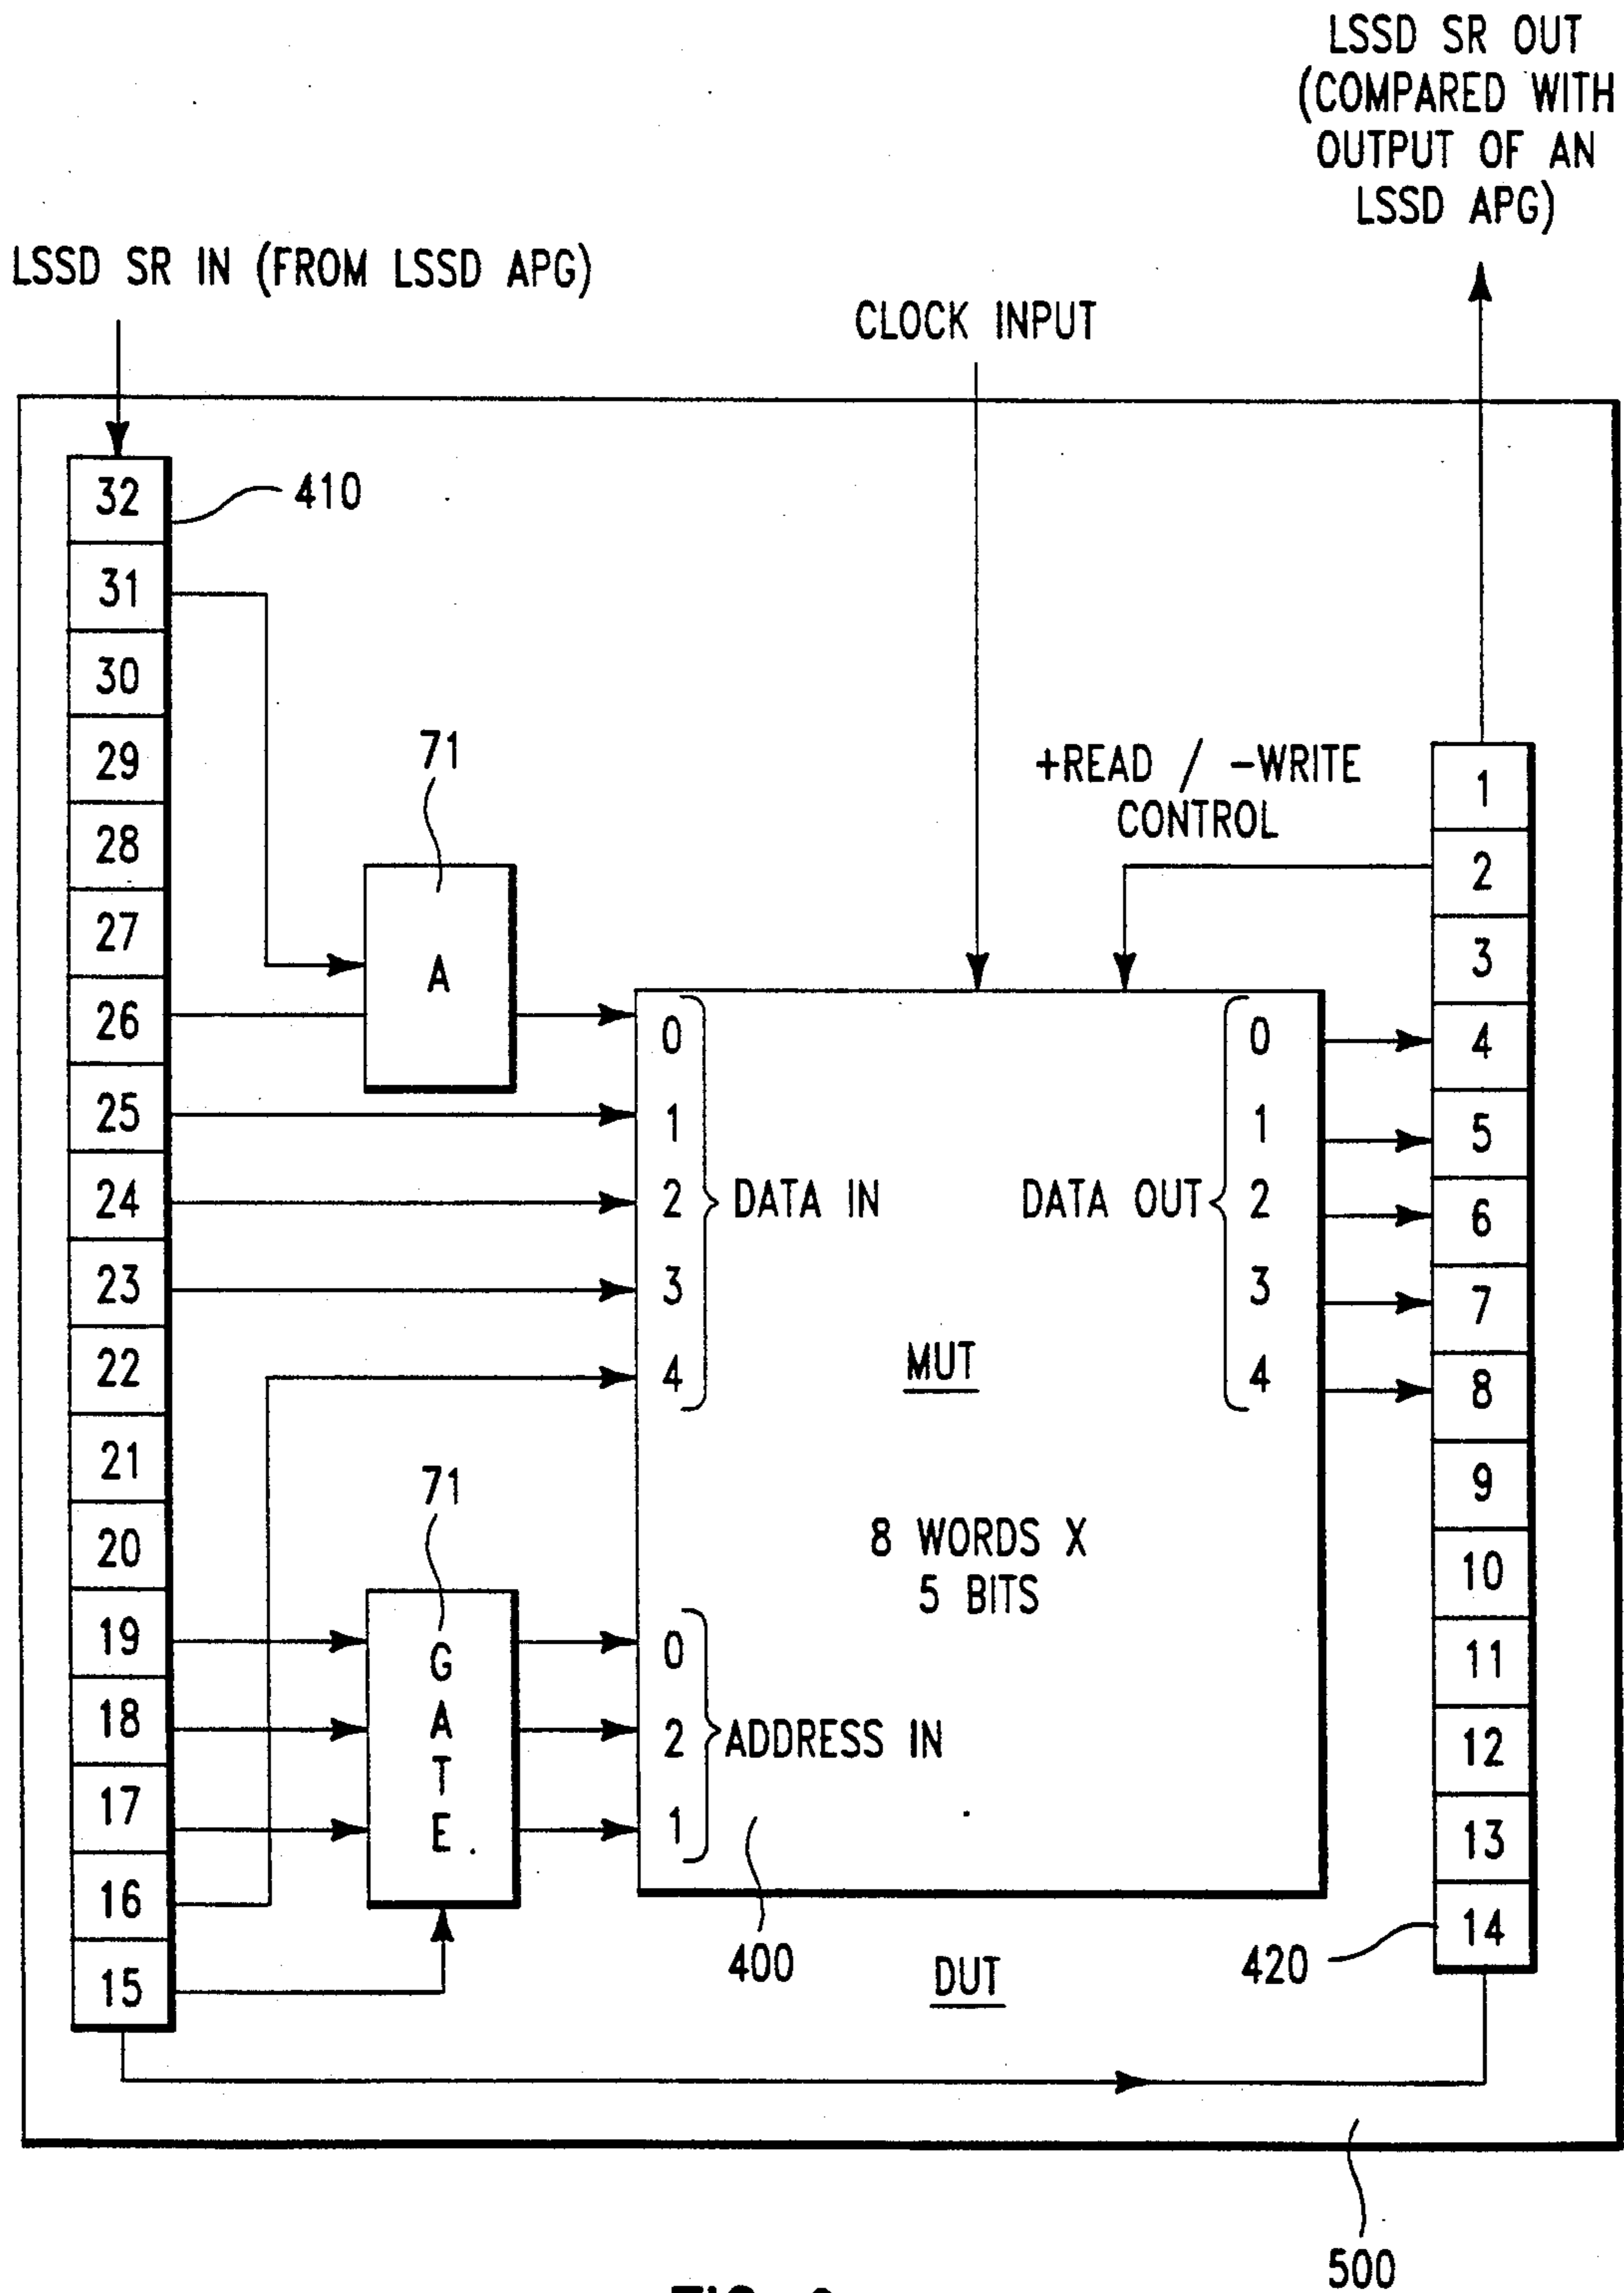 LSSD SR OUT
(COMPARED WITH
OUTPUT OF AN
LSSD APG)
LSSD SR IN (FROM LSSD APG)
CLOCK INPUT
32
31
30
29
28
27
26
25
24
23
22
21
20
19
18
17
16
15
410
71
A
+READ / -WRITE
CONTROL
0
1
2
3
4
DATA IN
DATA OUT
0
1
2
3
4
MUT
8 WORDS X
5 BITS
71
G
A
T
E
0
2
1
ADDRESS IN
400
DUT
1
2
3
4
5
6
7
8
9
10
11
12
13
14
420
500